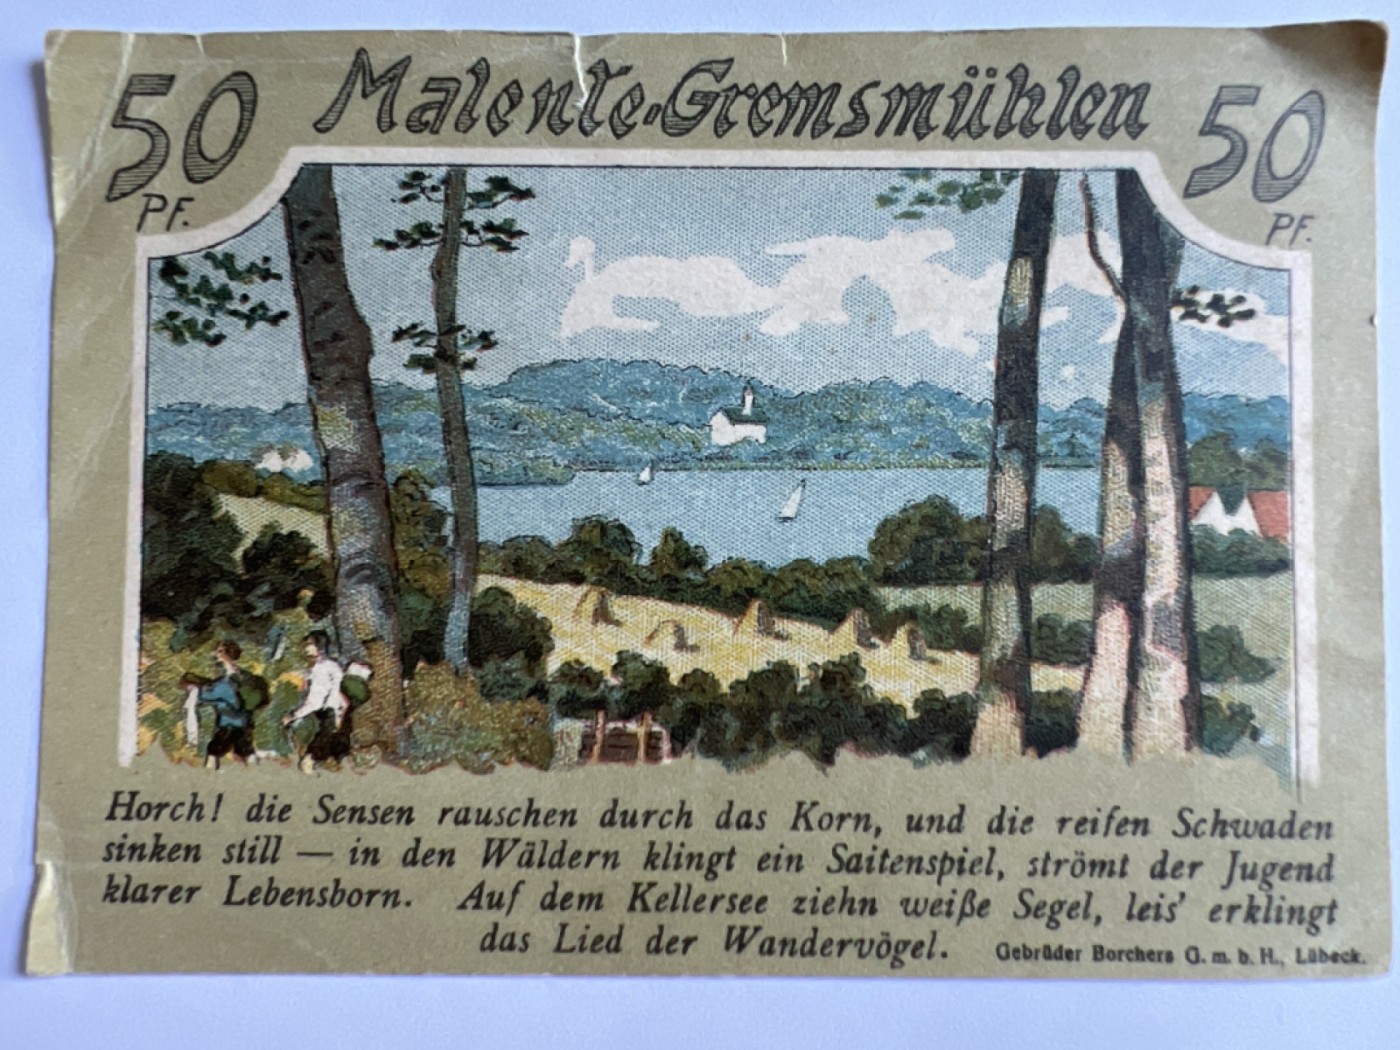 50 Malente-Gremsmühlen 50
PF. PF.
Horch! die Sensen rauschen durch das Korn, und die reifen Schwaden
sinken still — in den Wäldern klingt ein Saitenspiel, strömt der Jugend
klarer Lebensborn. Auf dem Kellersee ziehn weiße Segel, leis' erklingt
das Lied der Wandervögel. Gebrüder Borchers G. m. b. H., Lübeck.